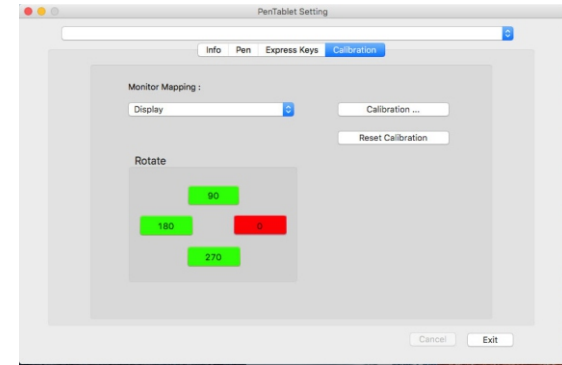 PenTablet Setting
Info Pen Express Keys Calibration
Monitor Mapping :
Display
Calibration ...
Reset Calibration
Rotate
90
180 0
270
Cancel Exit